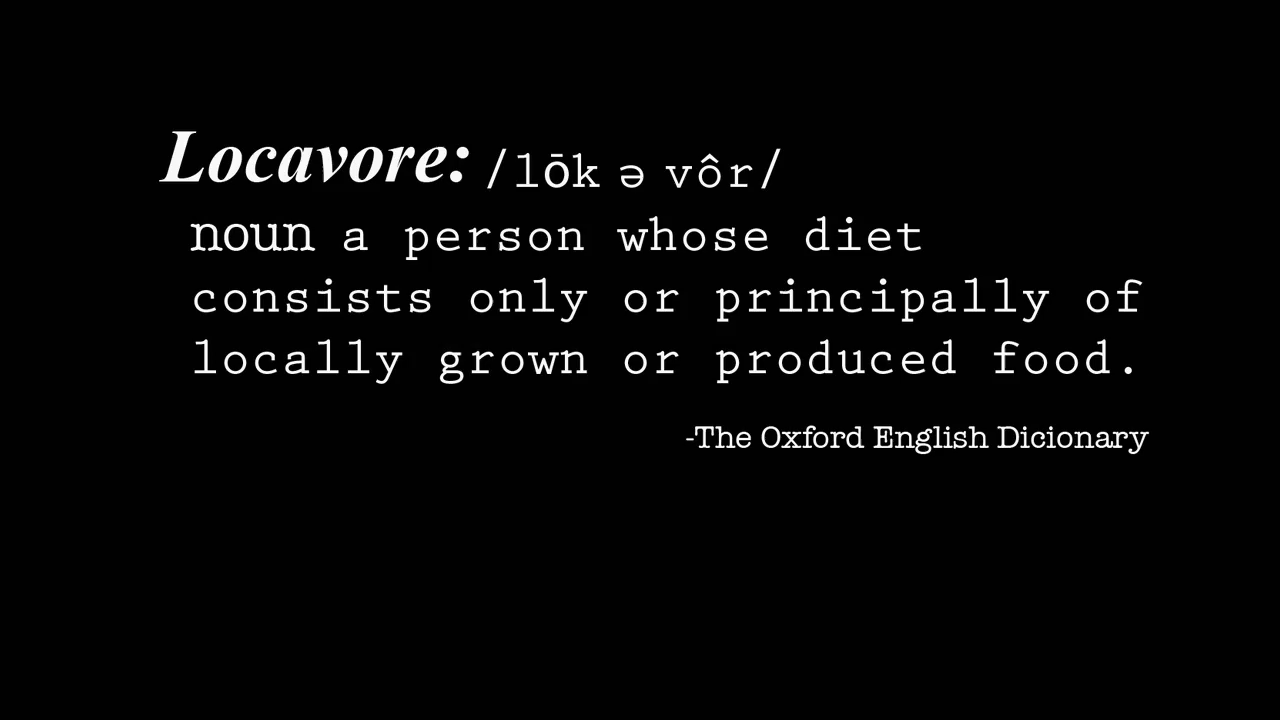 Locavore: /lōk ə vôr/
noun a person whose diet
consists only or principally of
locally grown or produced food.
-The Oxford English Dicionary